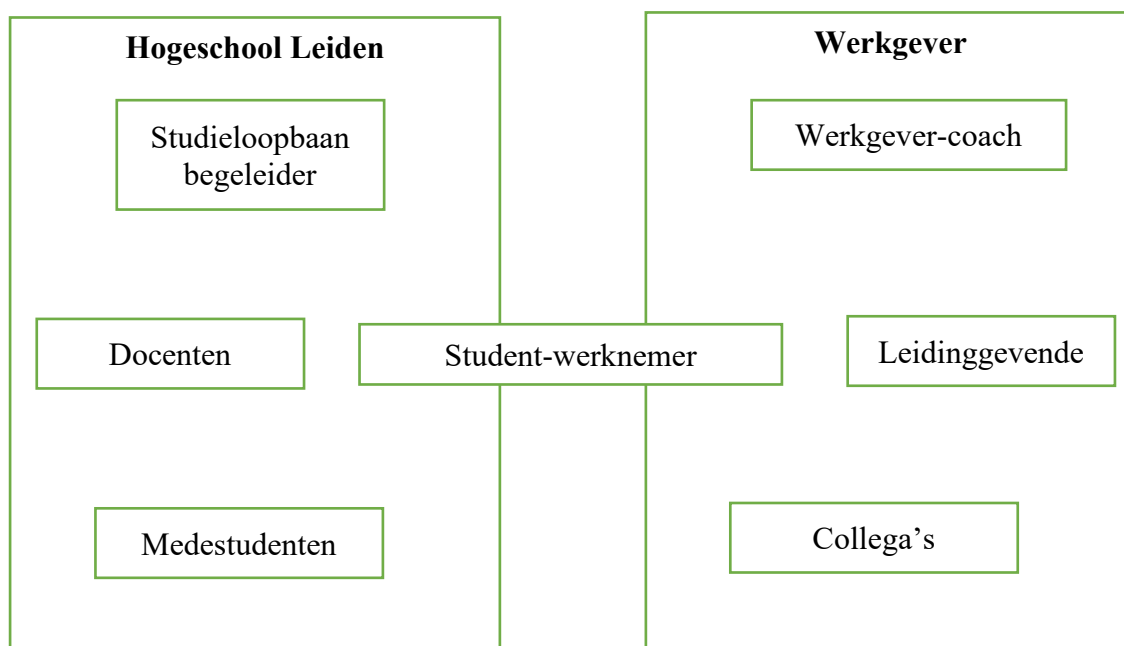 Hogeschool Leiden
Studieloopbaan
begeleider
Docenten
Medestudenten
Student-werknemer
Werkgever
Werkgever-coach
Leidinggevende
Collega’s